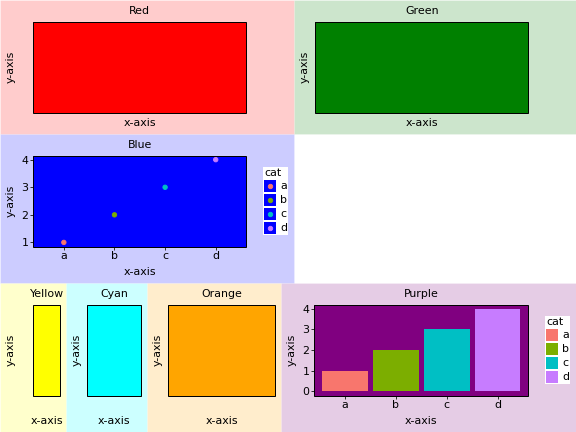 Red
y-axis
x-axis
Green
y-axis
x-axis
Blue
y-axis
4
3
2
1
a b c d
x-axis
cat
a
b
c
d
Yellow
y-axis
x-axis
Cyan
y-axis
x-axis
Orange
y-axis
x-axis
Purple
y-axis
4
3
2
1
0
a b c d
x-axis
cat
a
b
c
d